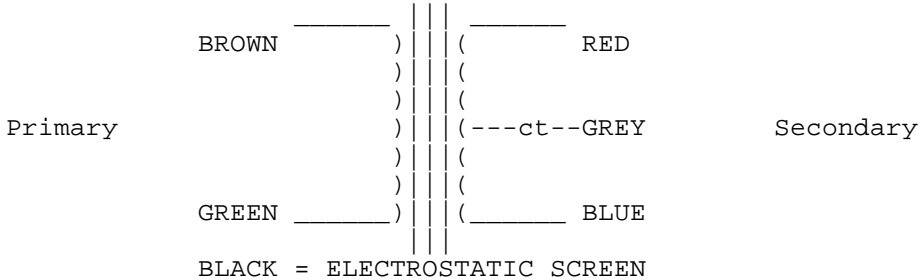 BROWN RED
Primary ---ct--GREY Secondary
GREEN BLUE
BLACK = ELECTROSTATIC SCREEN